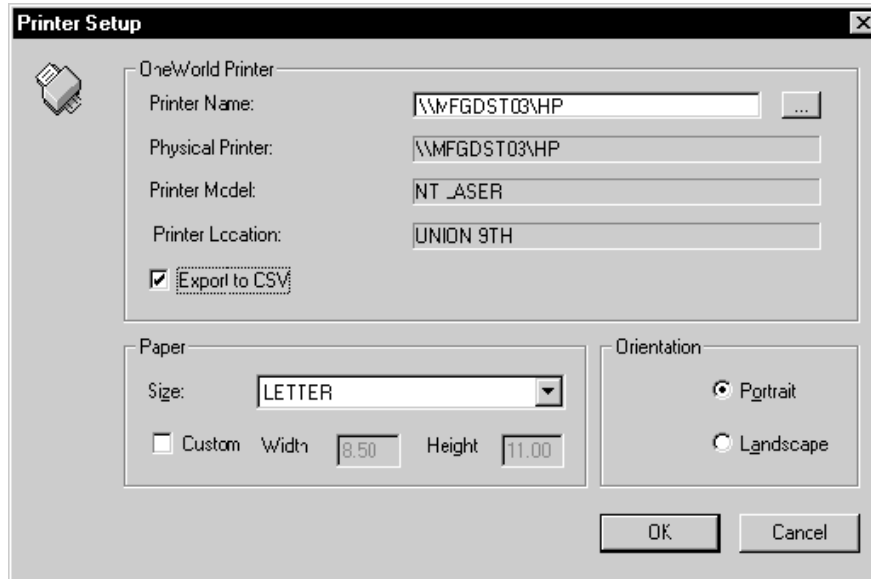 Printer Setup
OneWorld Printer
Printer Name: \\MFGDST03\HP ...
Physical Printer: \\MFGDST03\HP
Printer Model: NT LASER
Printer Location: UNION 9TH
Export to CSV
Paper
Size: LETTER
Custom Width 8.50 Height 11.00
Orientation
Portrait
Landscape
OK Cancel